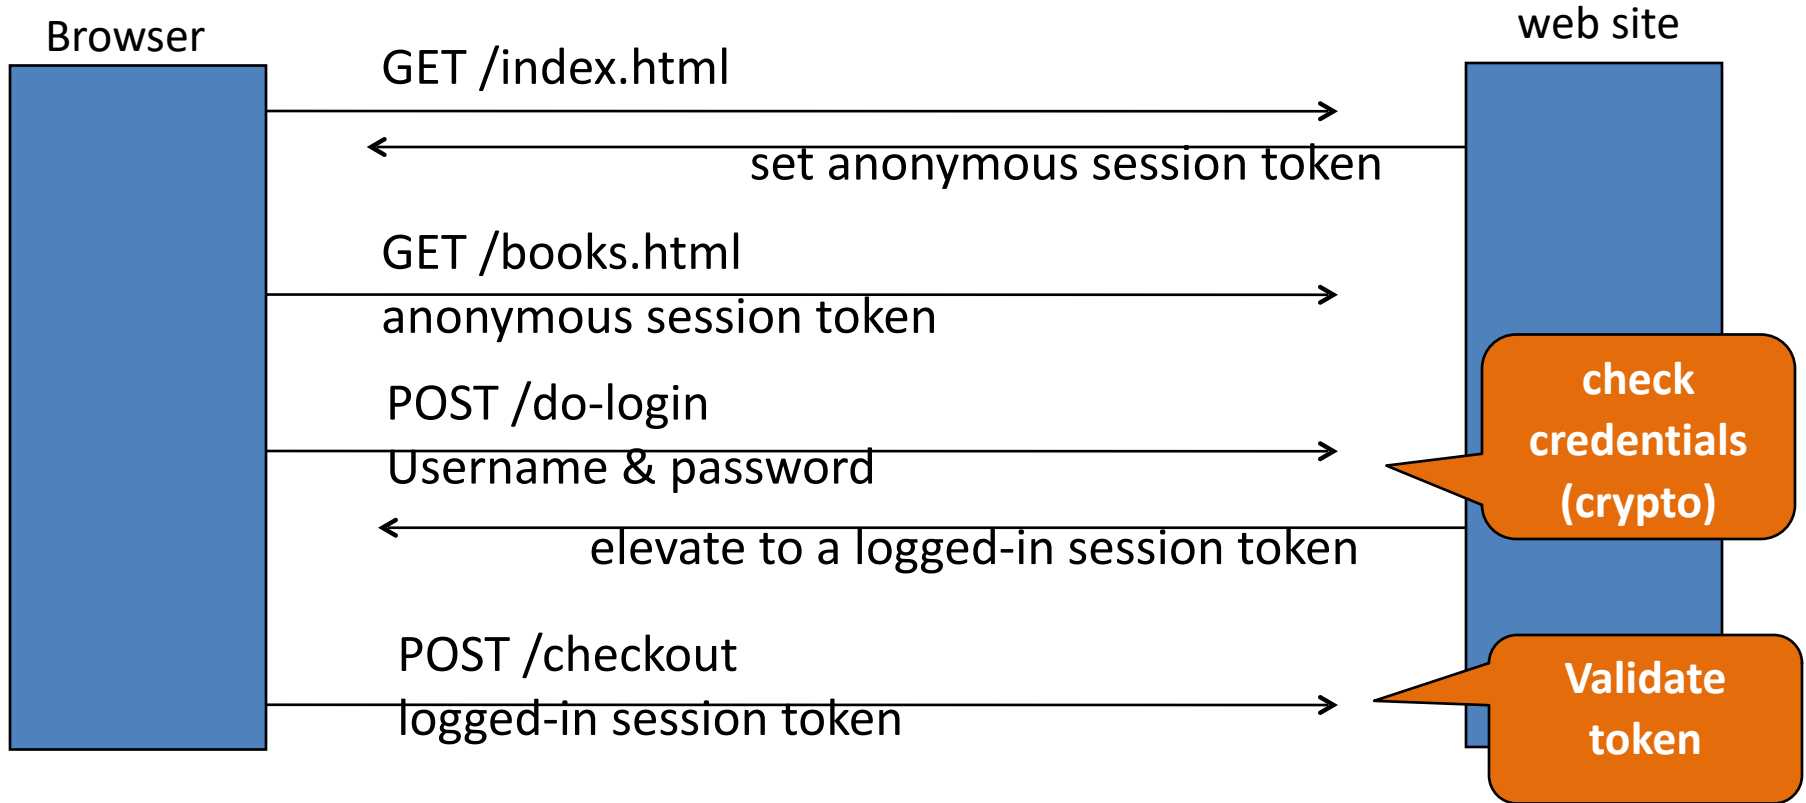 Browser
web site
GET /index.html
set anonymous session token
GET /books.html
anonymous session token
POST /do-login
Username & password
check
credentials
(crypto)
elevate to a logged-in session token
POST /checkout
logged-in session token
Validate
token